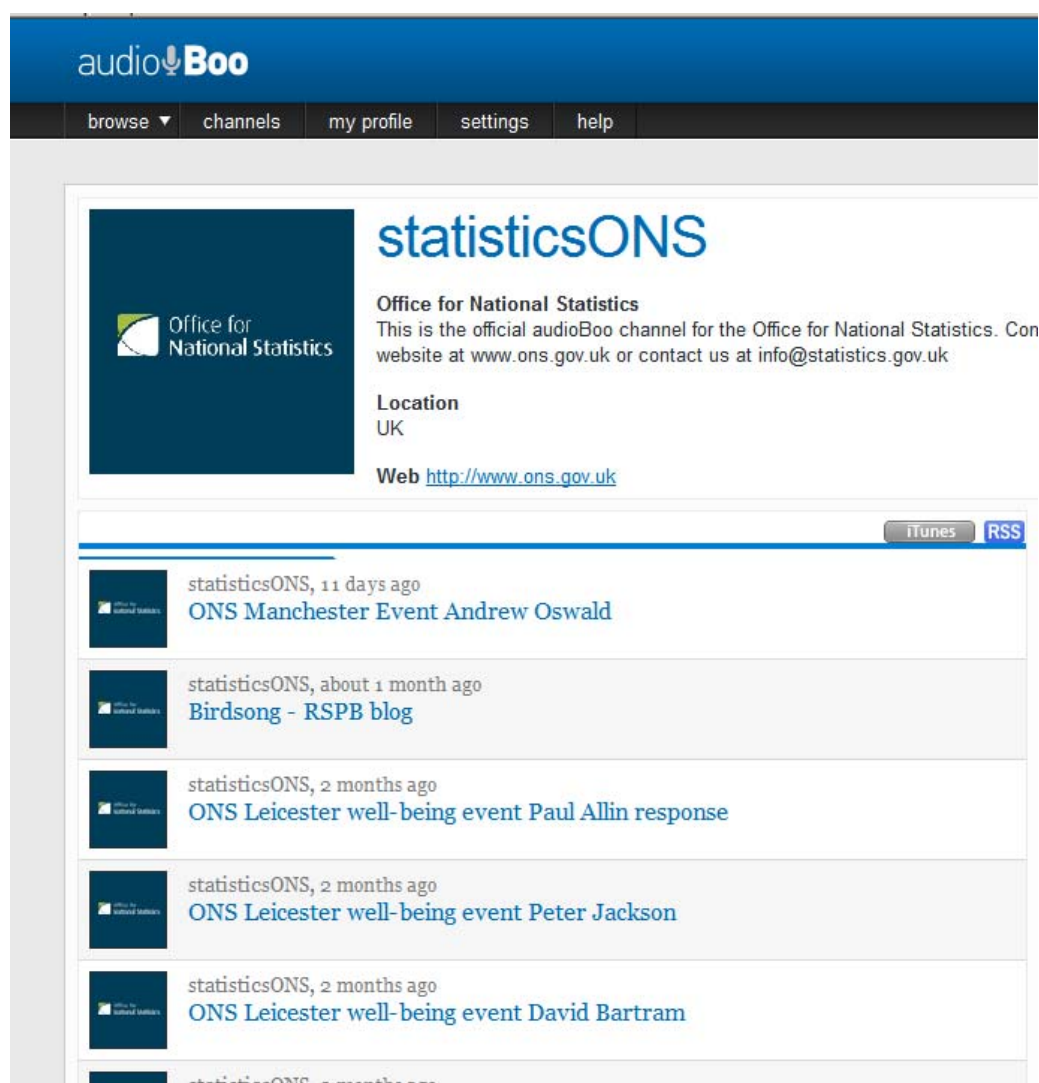 audioBoo
browse ▼ channels my profile settings help
statisticsONS
Office for
National Statistics
Office for National Statistics
This is the official audioBoo channel for the Office for National Statistics. Con
website at www.ons.gov.uk or contact us at info@statistics.gov.uk
Location
UK
Web http://www.ons.gov.uk
iTunes RSS
statisticsONS, 11 days ago
ONS Manchester Event Andrew Oswald
statisticsONS, about 1 month ago
Birdsong - RSPB blog
statisticsONS, 2 months ago
ONS Leicester well-being event Paul Allin response
statisticsONS, 2 months ago
ONS Leicester well-being event Peter Jackson
statisticsONS, 2 months ago
ONS Leicester well-being event David Bartram